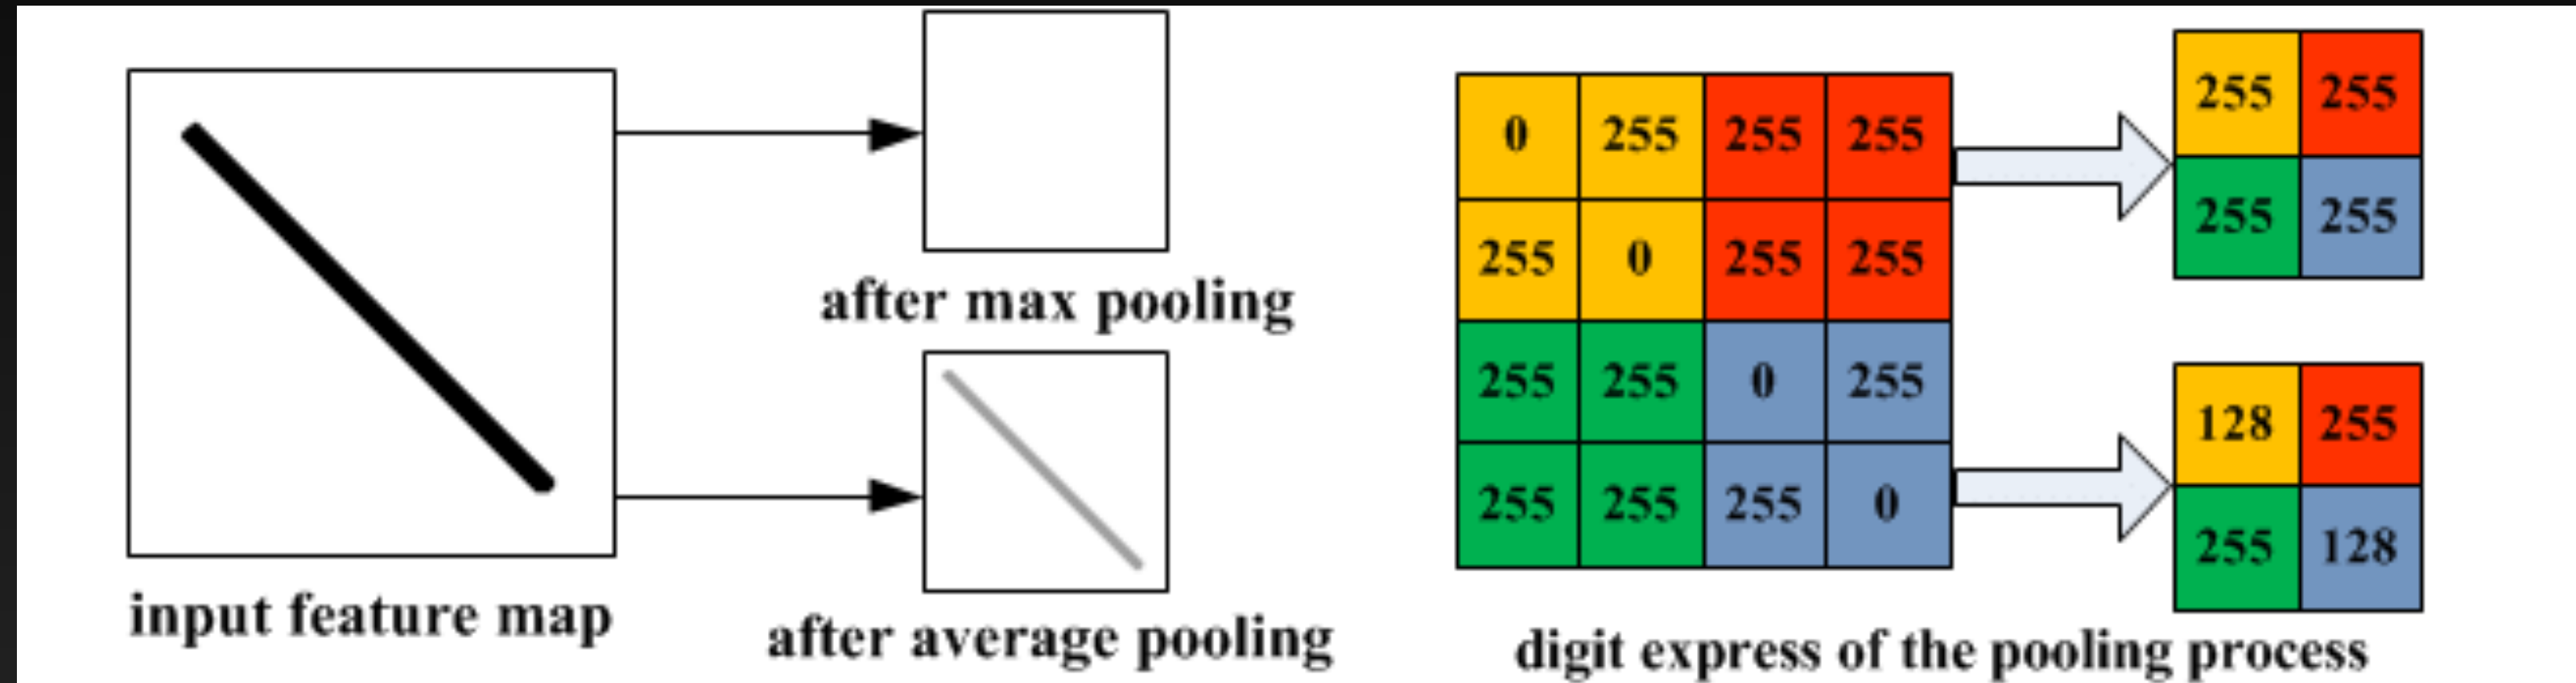 after max pooling
input feature map
after average pooling
0 255 255 255
255 0 255 255
255 255 0 255
255 255 255 0
255 255
255 255
128 255
255 128
digit express of the pooling process